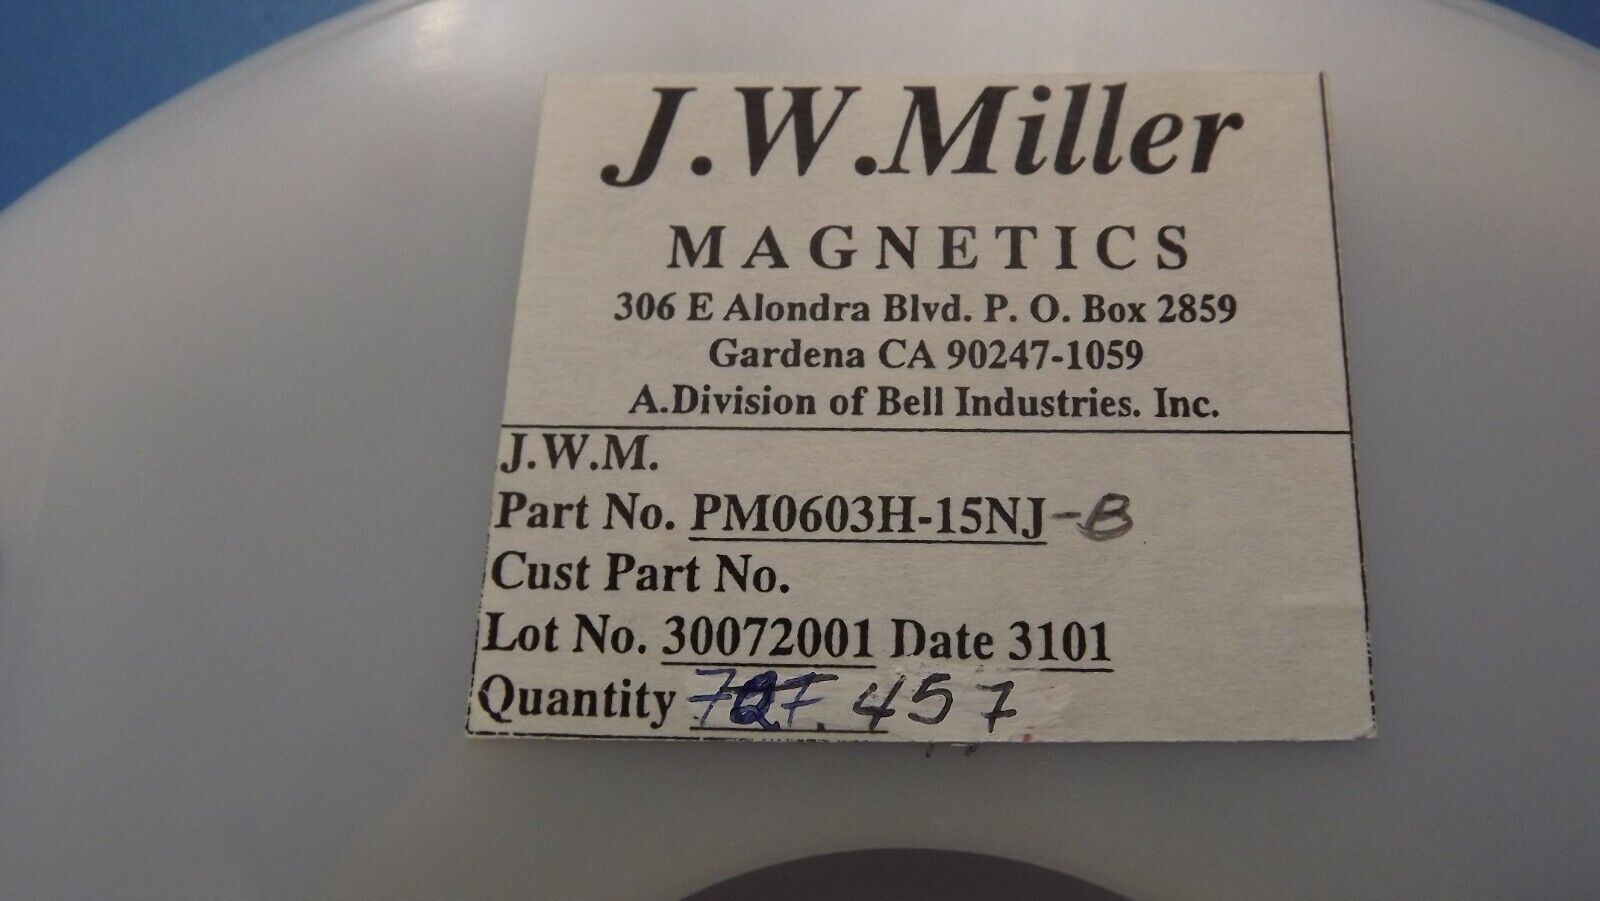 J.W.Miller
MAGNETICS
306 E Alondra Blvd. P. O. Box 2859
Gardena CA 90247-1059
A.Division of Bell Industries. Inc.
J.W.M.
Part No. PM0603H-15NJ-B
Cust Part No.
Lot No. 30072001 Date 3101
Quantity 457